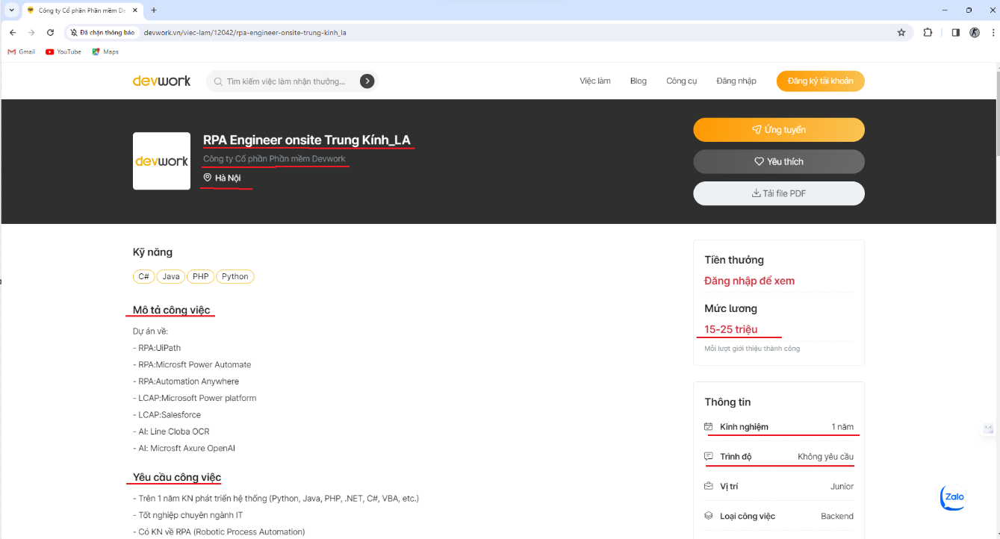 Công ty Cổ phần Phần mềm De
Đã chặn thông báo
devwork.vn/viec-lam/12042/rpa-engineer-onsite-trung-kinh_la
Gmail
YouTube
Maps
devwork
Tìm kiếm việc làm nhận thưởng...
Việc làm
Blog
Công cụ
Đăng nhập
Đăng ký tài khoản
devwork
RPA Engineer onsite Trung Kính_LA
Công ty Cổ phần Phần mềm Devwork
Hà Nội
Ứng tuyển
Yêu thích
Tải file PDF
Kỹ năng
C# Java PHP Python
Mô tả công việc
Dự án về:
- RPA:UiPath
- RPA:Microsft Power Automate
- RPA:Automation Anywhere
- LCAP:Microsoft Power platform
- LCAP:Salesforce
- AI: Line Cloba OCR
- AI: Microsft Axure OpenAI
Yêu cầu công việc
- Trên 1 năm KN phát triển hệ thống (Python, Java, PHP, .NET, C#, VBA, etc.)
- Tốt nghiệp chuyên ngành IT
- Có KN về RPA (Robotic Process Automation)
Tiền thưởng
Đăng nhập để xem
Mức lương
15-25 triệu
Mỗi lượt giới thiệu thành công
Thông tin
Kinh nghiệm 1 năm
Trình độ Không yêu cầu
Vị trí Junior
Loại công việc Backend
Zalo